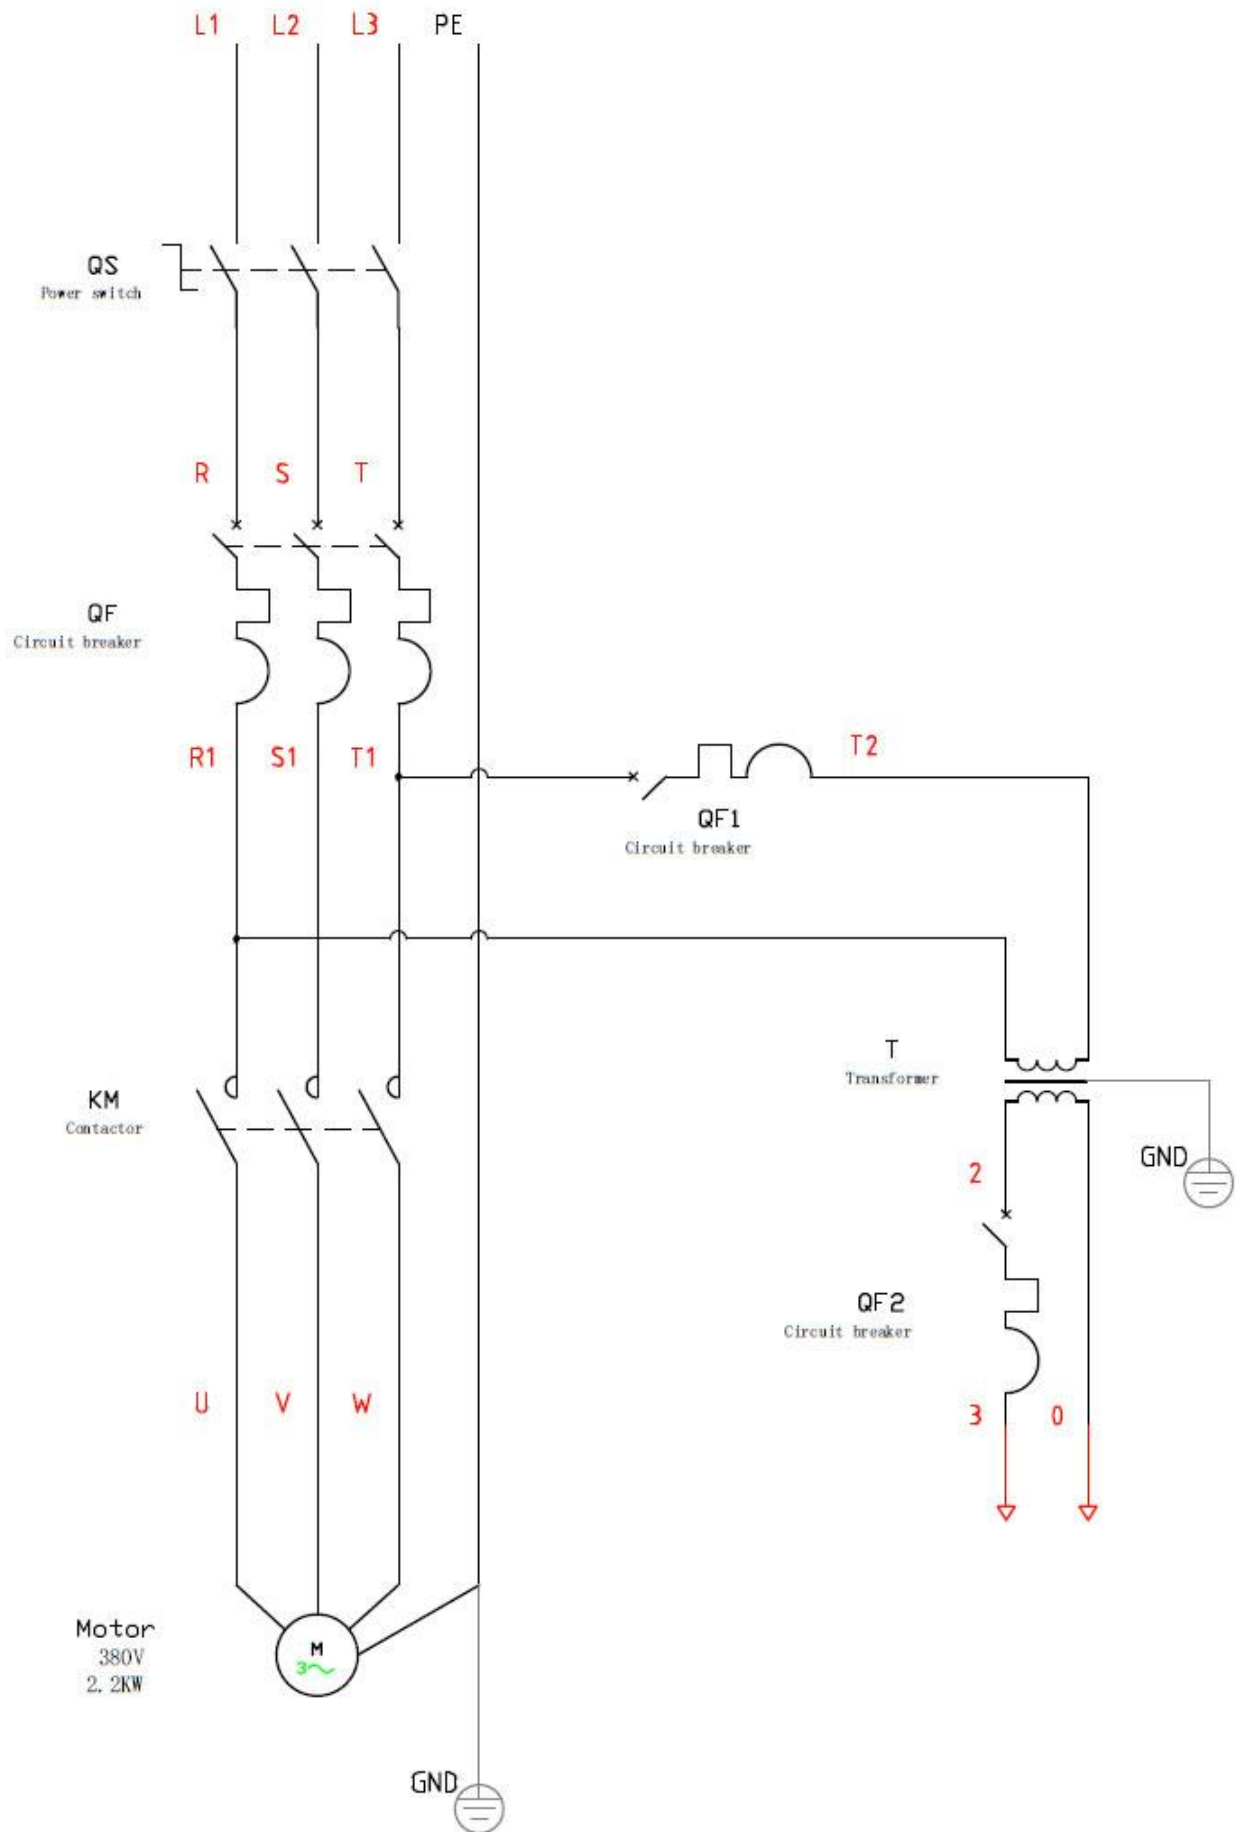 L1 L2 L3 PE
QS
Power switch
R S T
QF
Circuit breaker
R1 S1 T1 T2
QF1
Circuit breaker
T
Transformer
KM
Contactor
GND
2
QF2
Circuit breaker
U V W 3 0
Motor
380V
2.2KW
M
3~
GND